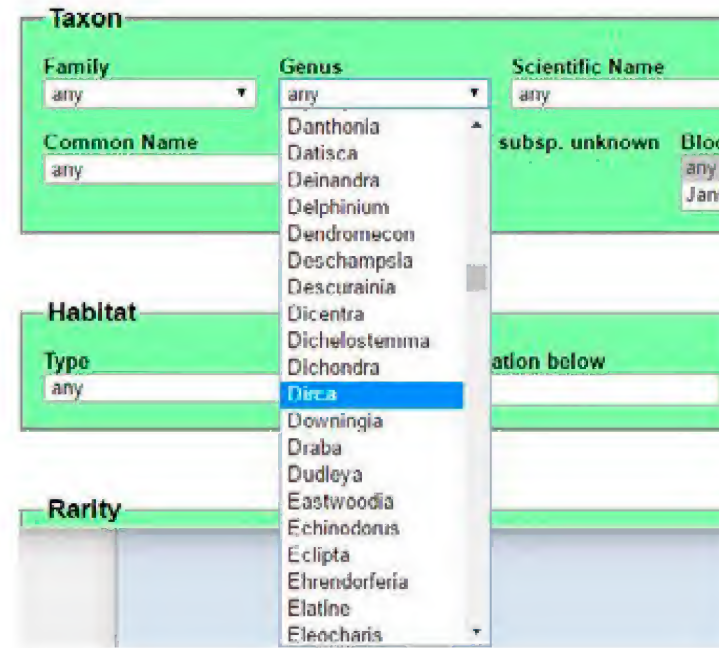 Taxon
Family Genus Scientific Name
any any any
Common Name subsp. unknown
any any
Danthonia
Datisca
Deinandra
Delphinium
Dendromecon
Deschampsia
Descurainia
Dicentra
Dichelostemma
Dichondra
Dirca
Downingia
Draba
Dudleya
Eastwoodia
Echinodorus
Eclipta
Ehrendorferia
Elatine
Eleocharis
Habitat
Type below
any
Rarity